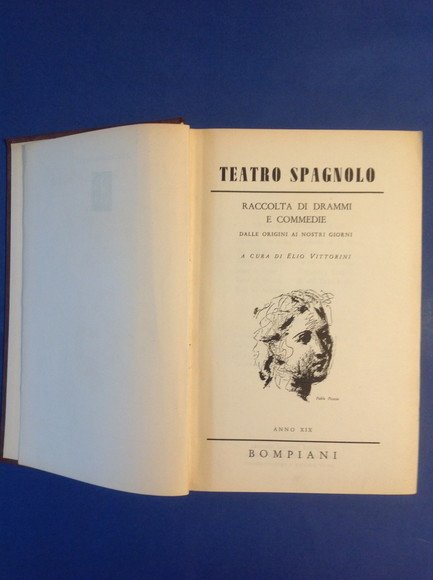 TEATRO SPAGNOLO
RACCOLTA DI DRAMMI
E COMMEDIE
DALLE ORIGINI AI NOSTRI GIORNI
A CURA DI ELIO VITTORINI
Pablo Picasso
ANNO XIX
BOMPIANI